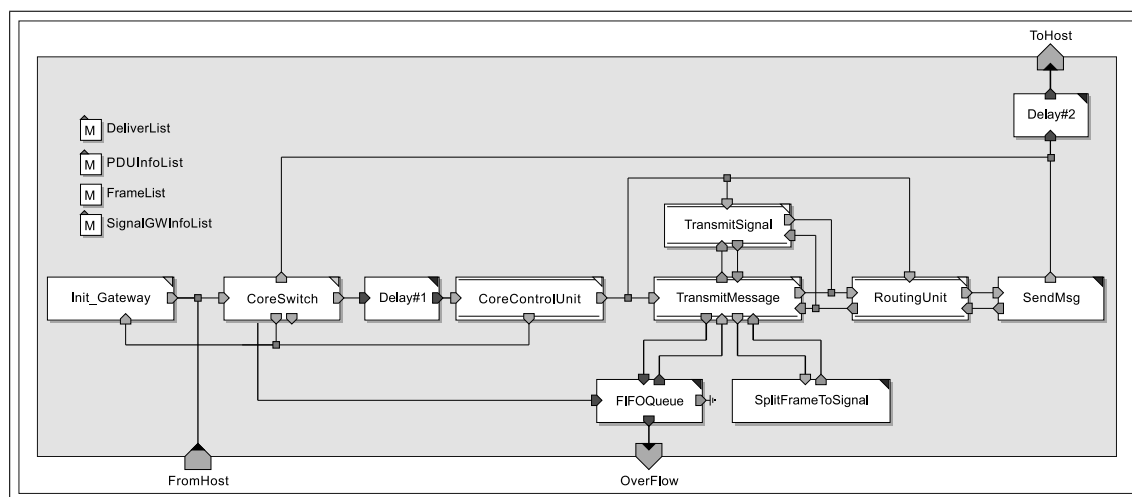 ToHost
Delay#2
M DeliverList
M PDUInfoList
M FrameList
M SignalGWInfoList
TransmitSignal
Init_Gateway
CoreSwitch
Delay#1
CoreControlUnit
TransmitMessage
RoutingUnit
SendMsg
FIFOQueue
SplitFrameToSignal
FromHost
OverFlow